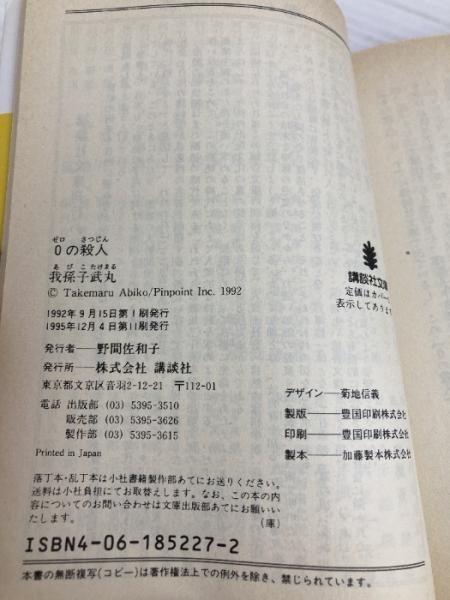 ゼロ さつじん
0の殺人
あびこたけまる
我孫子武丸
© Takemaru Abiko/Pinpoint Inc. 1992
1992年9月15日第1刷発行
1995年12月4日第11刷発行
発行者——野間佐和子
発行所——株式会社 講談社
東京都文京区音羽2-12-21 〒112-01
電話 出版部 (03) 5395-3510
販売部 (03) 5395-3626
製作部 (03) 5395-3615
Printed in Japan
講談社文庫
定価はカバーに
表示してあります
デザイン——菊地信義
製版——豊国印刷株式会社
印刷——豊国印刷株式会社
製本——加藤製本株式会社
落丁本・乱丁本は小社書籍製作部あてにお送りください。
送料は小社負担にてお取替えします。なお、この本の内
容についてのお問い合わせは文庫出版部あてにお願いい
たします。
(庫)
ISBN4-06-185227-2
本書の無断複写(コピー)は著作権法上での例外を除き、禁じられています。